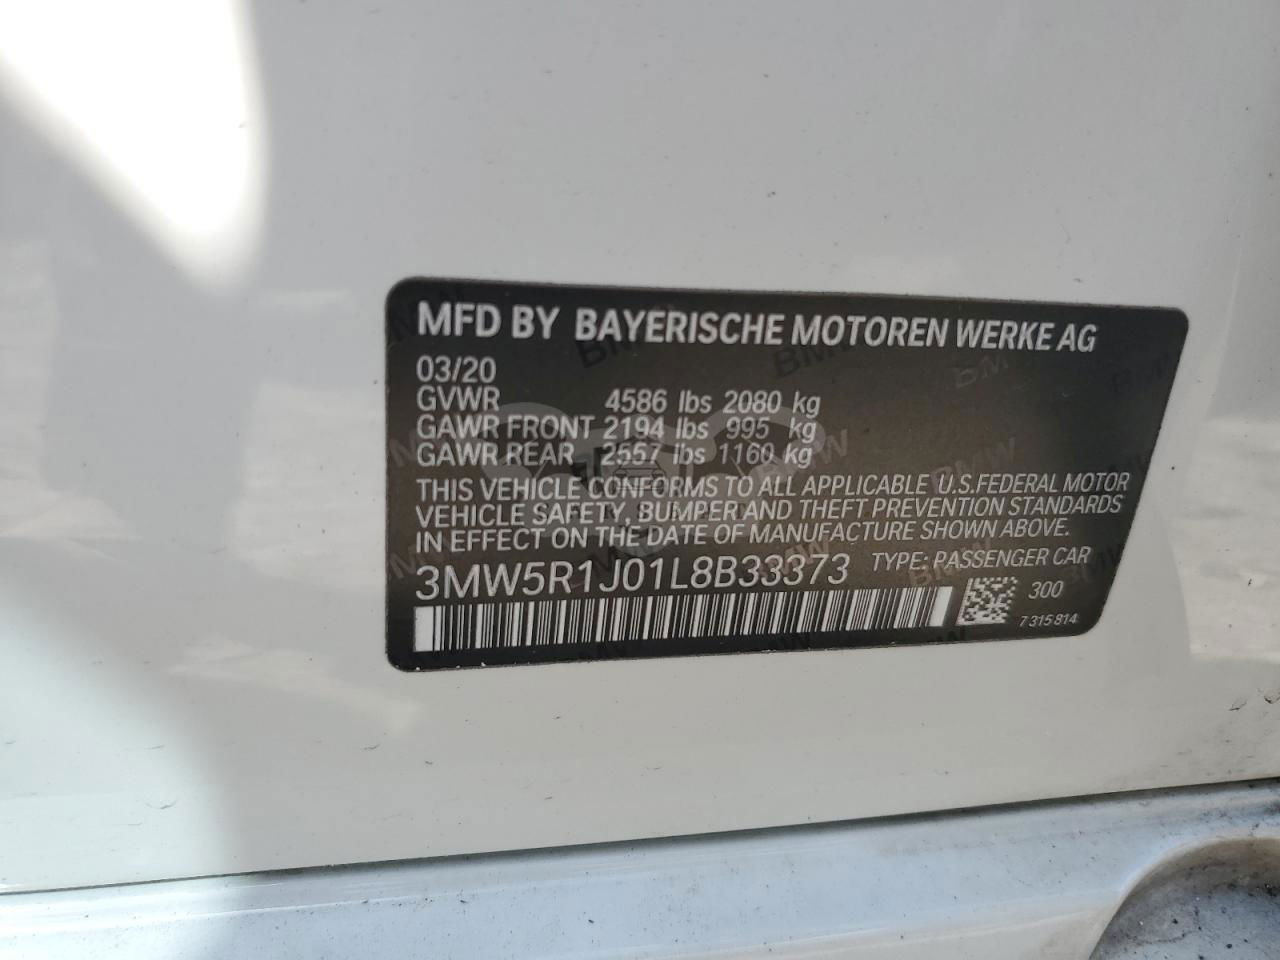 MFD BY BAYERISCHE MOTOREN WERKE AG
03/20
GVWR 4586 lbs 2080 kg
GAWR FRONT 2194 lbs 995 kg
GAWR REAR 2557 lbs 1160 kg
THIS VEHICLE CONFORMS TO ALL APPLICABLE U.S.FEDERAL MOTOR
VEHICLE SAFETY, BUMPER AND THEFT PREVENTION STANDARDS
IN EFFECT ON THE DATE OF MANUFACTURE SHOWN ABOVE.
3MW5R1J01L8B33373 TYPE: PASSENGER CAR
300
7 315 814